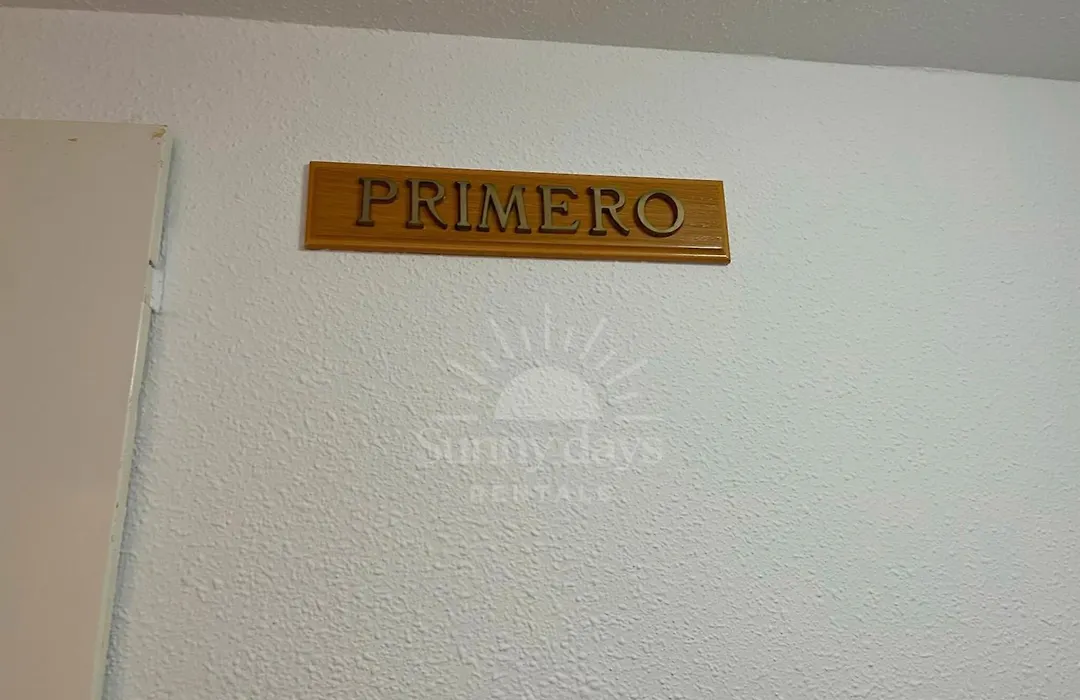 PRIMERO
Sunny days
RENTALS